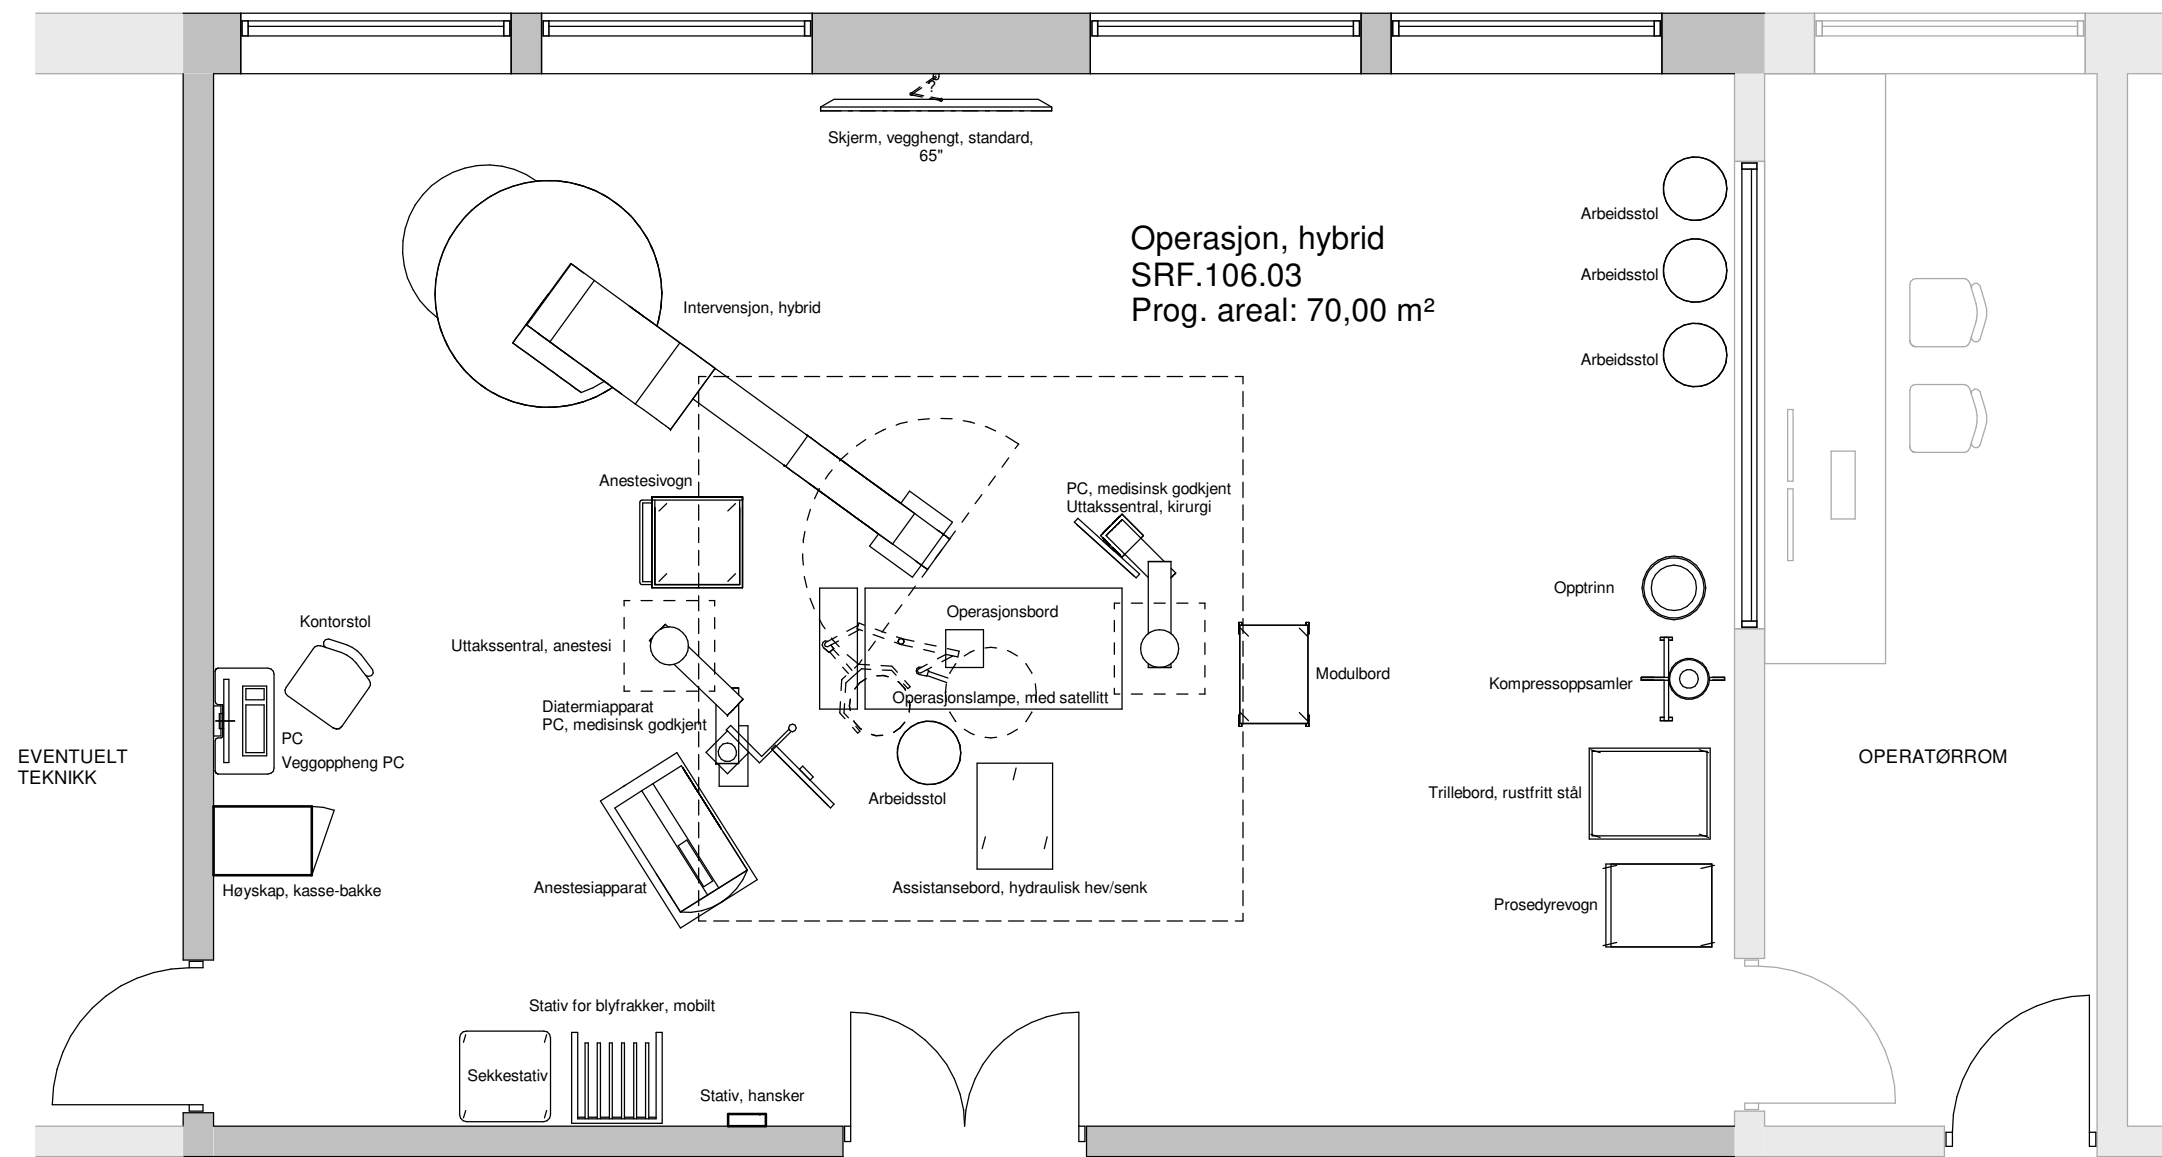 Skjerm, vegghengt, standard,
65"
Operasjon, hybrid
SRF.106.03
Prog. areal: 70,00 m²
Arbeidsstol
Arbeidsstol
Arbeidsstol
Intervensjon, hybrid
Anestesivogn
PC, medisinsk godkjent
Uttakssentral, kirurgi
Opptrinn
Operasjonsbord
Kontorstol
Uttakssentral, anestesi
Modulbord
Kompressoppsamler
Operasjonslampe, med satellitt
Diatermiapparat
PC, medisinsk godkjent
PC
Veggoppheng PC
EVENTUELT
TEKNIKK
OPERATØRROM
Trillebord, rustfritt stål
Arbeidsstol
Høyskap, kasse-bakke
Anestesiapparat
Assistansebord, hydraulisk hev/senk
Prosedyrevogn
Stativ for blyfrakker, mobilt
Sekkestativ
Stativ, hansker